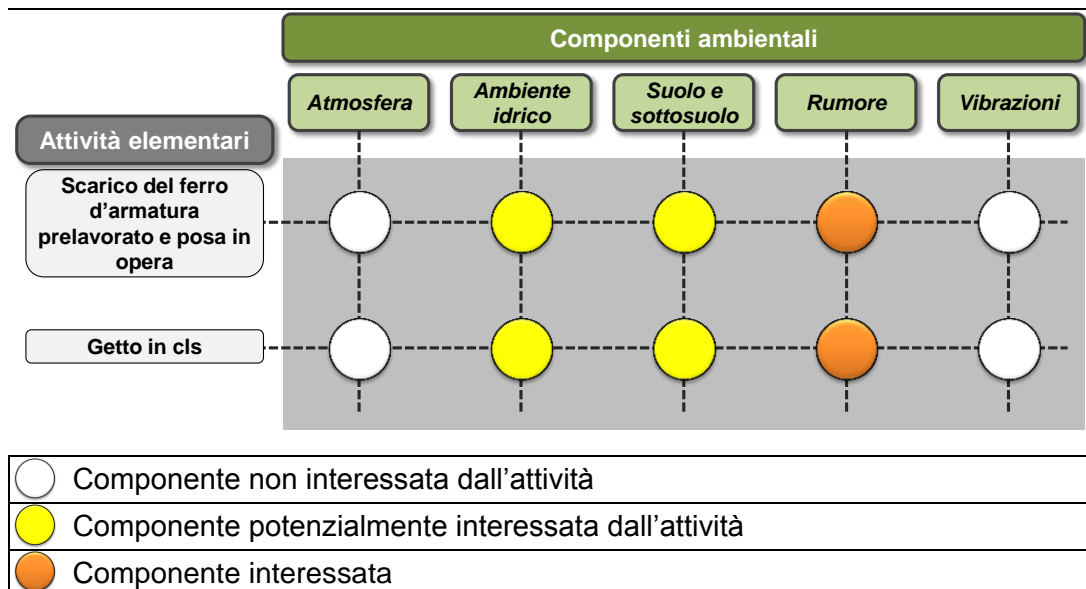 Componenti ambientali
Atmosfera
Ambiente
idrico
Suolo e
sottosuolo
Rumore
Vibrazioni
Attività elementari
Scarico del ferro
d’armatura
prelavorato e posa in
opera
Getto in cls
Componente non interessata dall’attività
Componente potenzialmente interessata dall’attività
Componente interessata